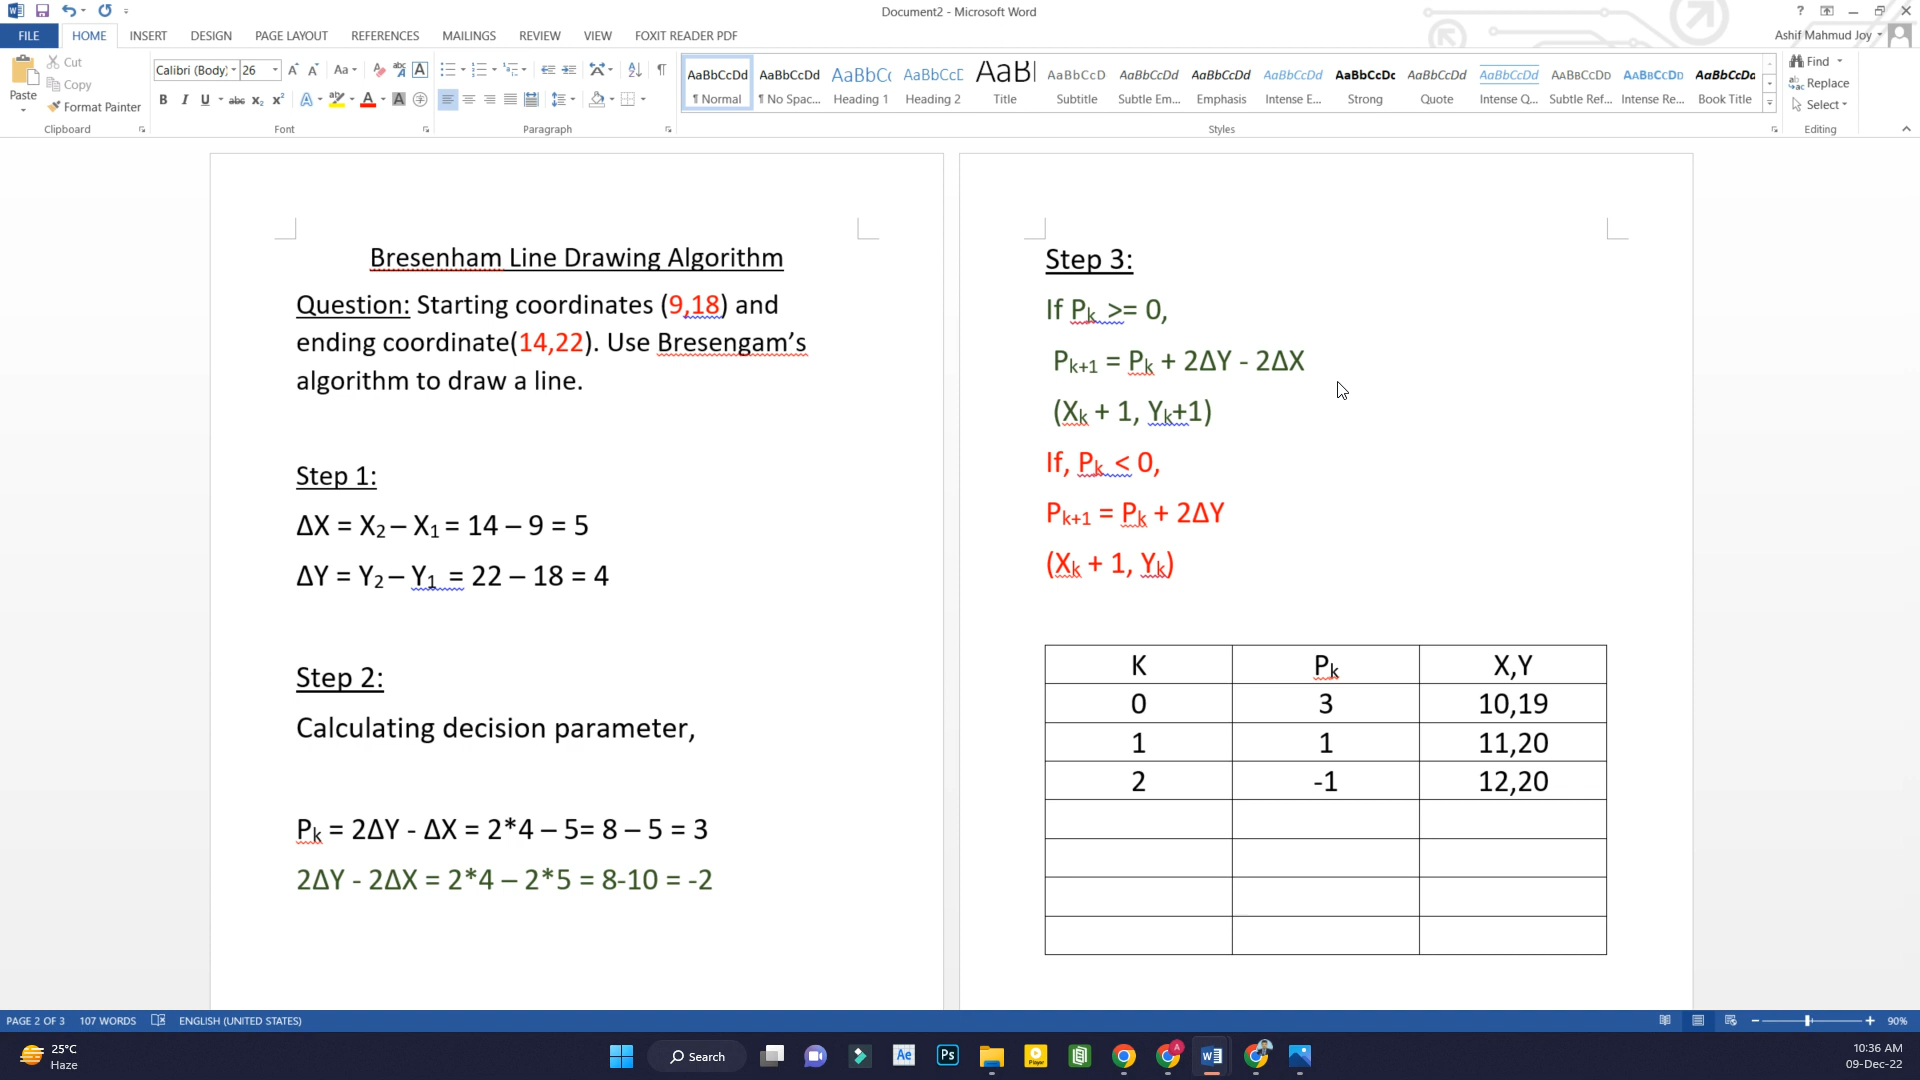 Document2 - Microsoft Word
FILE HOME INSERT DESIGN PAGE LAYOUT REFERENCES MAILINGS REVIEW VIEW FOXIT READER PDF
Ashif Mahmud Joy
Paste
Cut
Copy
Format Painter
Clipboard
Calibri (Body) 26
Font
Paragraph
AaBbCcDd AaBbCcDd AaBbCc AaBbCcD AaBl AaBbCcD AaBbCcDd AaBbCcDd AaBbCcDd AaBbCcDc AaBbCcDd AaBbCcDd AaBbCcDd AaBbCcDd AaBbCcDd
¶ Normal ¶ No Spac... Heading 1 Heading 2 Title Subtitle Subtle Em... Emphasis Intense E... Strong Quote Intense Q... Subtle Ref... Intense Re... Book Title
Styles
Find
Replace
Select
Editing
Bresenham Line Drawing Algorithm
Question: Starting coordinates (9,18) and
ending coordinate(14,22). Use Bresengam’s
algorithm to draw a line.
Step 1:
ΔX = X₂ – X₁ = 14 – 9 = 5
ΔY = Y₂ – Y₁ = 22 – 18 = 4
Step 2:
Calculating decision parameter,
Pₖ = 2ΔY - ΔX = 2*4 – 5= 8 – 5 = 3
2ΔY - 2ΔX = 2*4 – 2*5 = 8-10 = -2
Step 3:
If Pₖ >= 0,
Pₖ₊₁ = Pₖ + 2ΔY - 2ΔX
(Xₖ + 1, Yₖ+1)
If, Pₖ < 0,
Pₖ₊₁ = Pₖ + 2ΔY
(Xₖ + 1, Yₖ)
K Pₖ X,Y
0 3 10,19
1 1 11,20
2 -1 12,20
PAGE 2 OF 3 107 WORDS ENGLISH (UNITED STATES)
90%
25°C
Haze
Search
10:36 AM
09-Dec-22